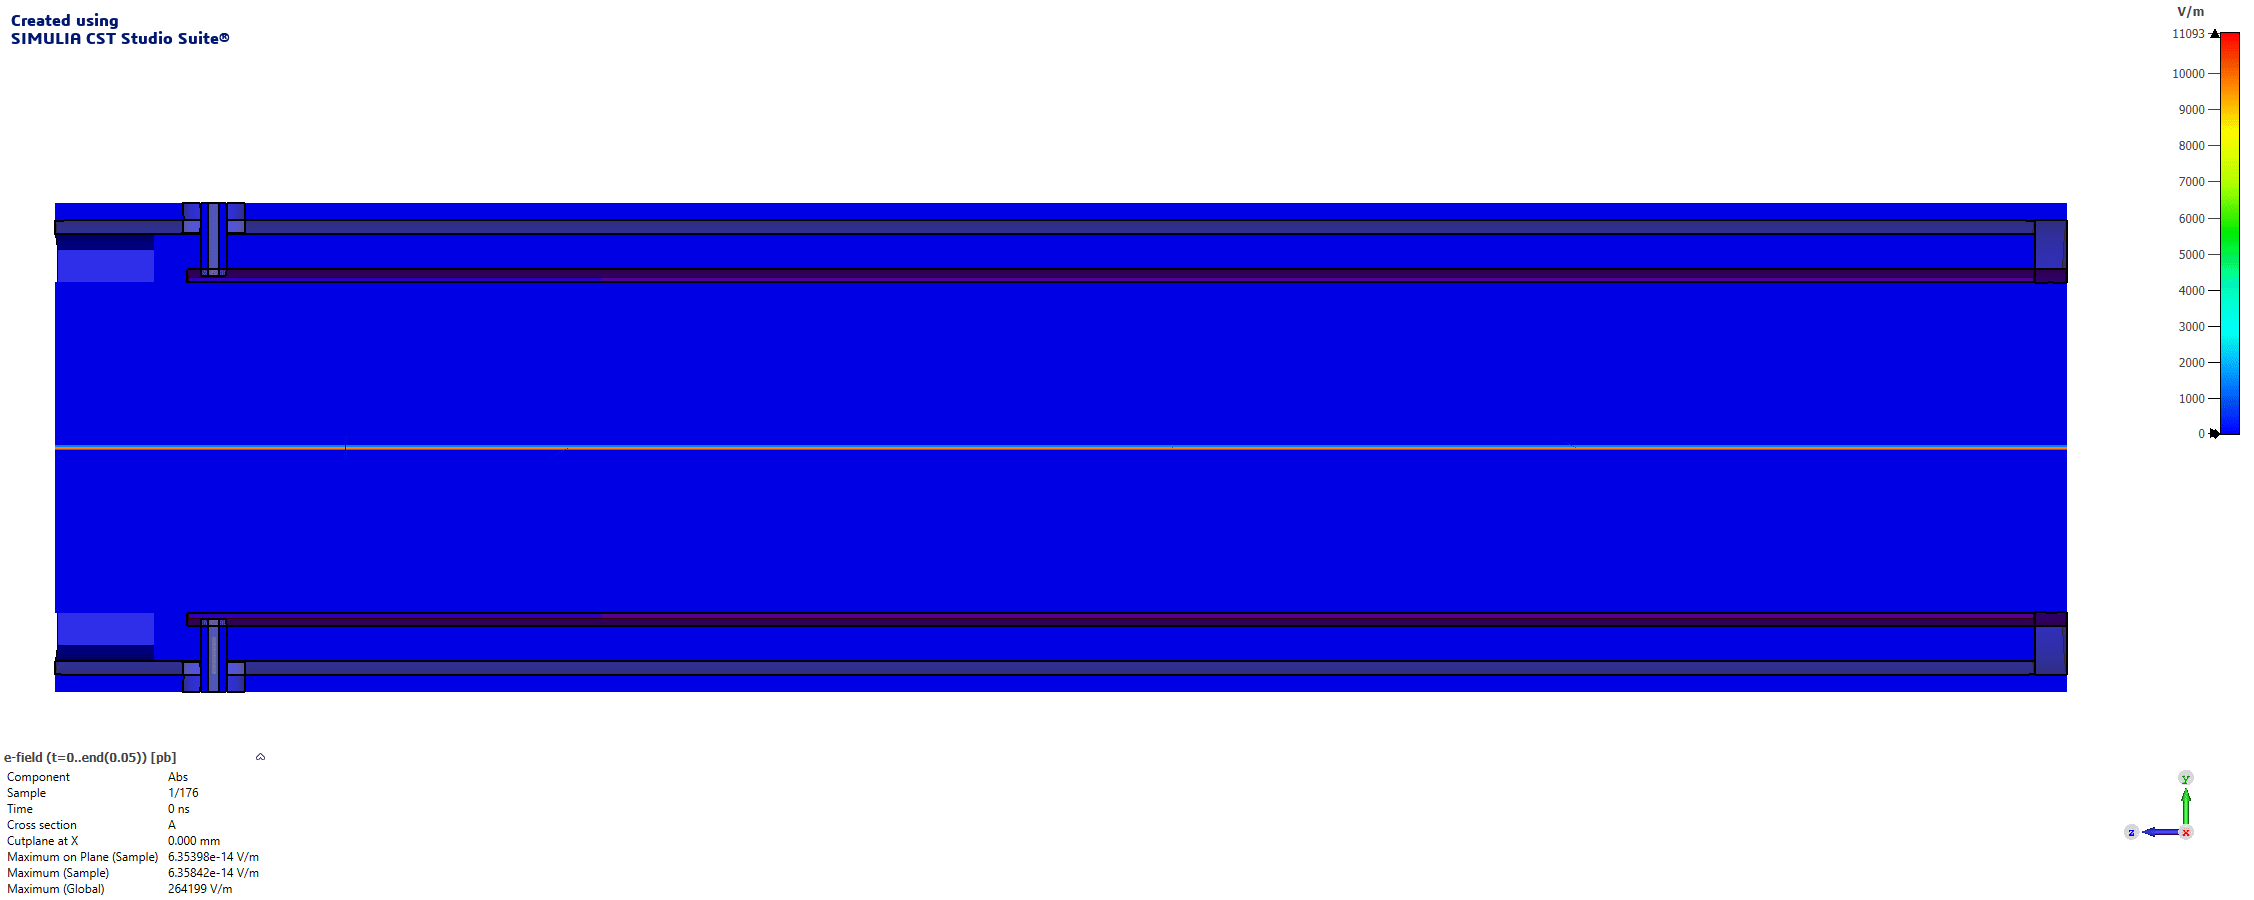 Created using
SIMULIA CST Studio Suite®
V/m
11093
10000
9000
8000
7000
6000
5000
4000
3000
2000
1000
0
e-field (t=0..end(0.05)) [pb]
Component Abs
Sample 1/176
Time 0 ns
Cross section A
Cutplane at X 0.000 mm
Maximum on Plane (Sample) 6.35398e-14 V/m
Maximum (Sample) 6.35842e-14 V/m
Maximum (Global) 264199 V/m
y
z x